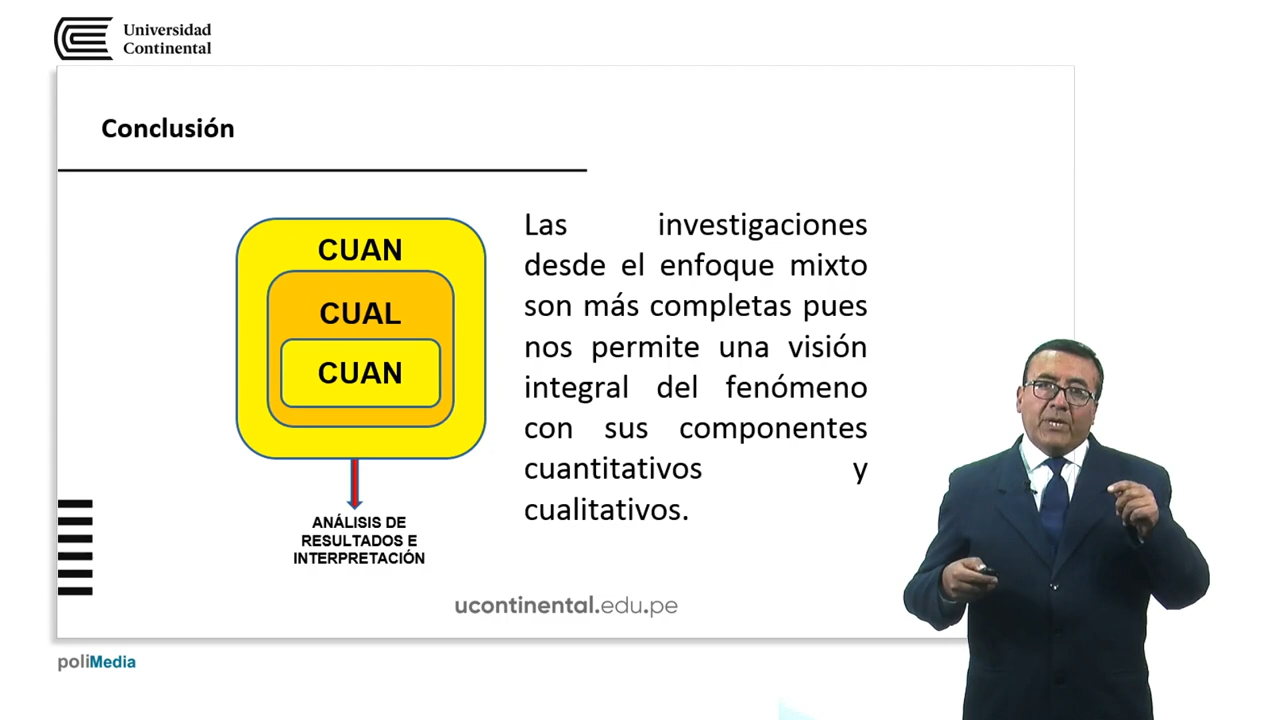 Universidad
Continental
Conclusión
CUAN
CUAL
CUAN
ANÁLISIS DE
RESULTADOS E
INTERPRETACIÓN
Las investigaciones
desde el enfoque mixto
son más completas pues
nos permite una visión
integral del fenómeno
con sus componentes
cuantitativos y
cualitativos.
ucontinental.edu.pe
poliMedia